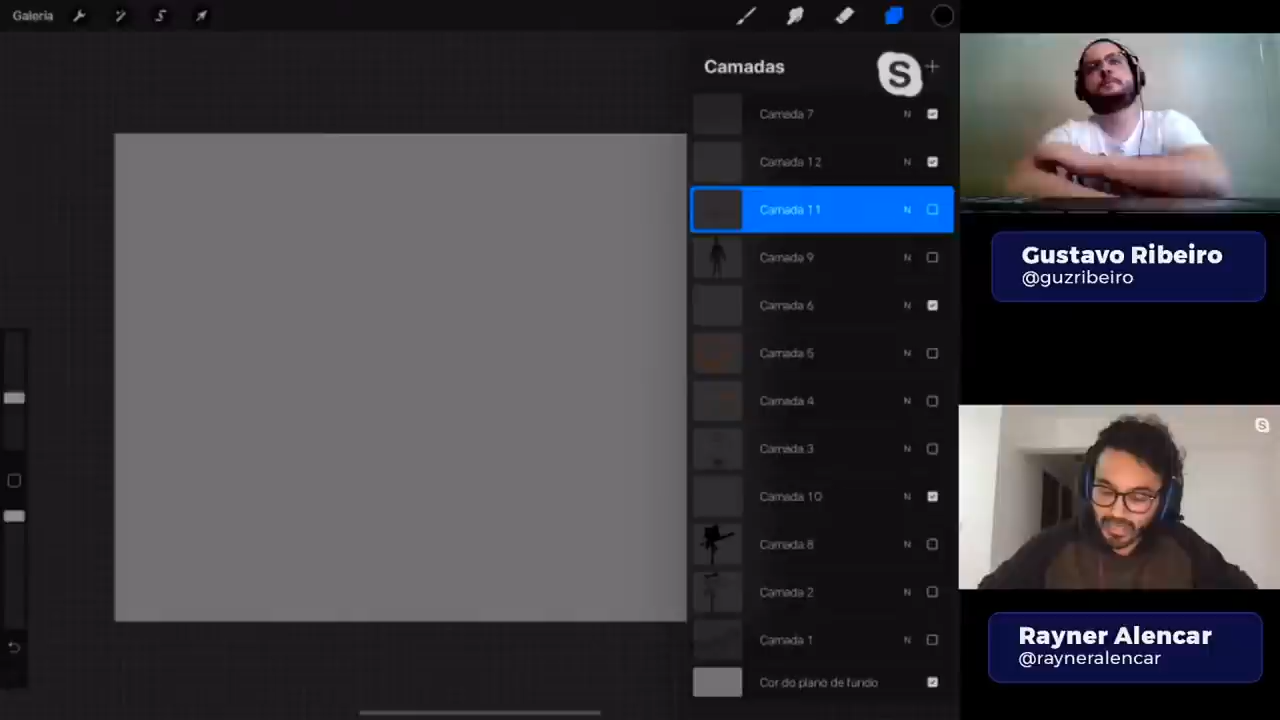 Galeria
Camadas
S
Camada 7 N
Camada 12 N
Camada 11 N
Camada 9 N
Camada 6 N
Camada 5 N
Camada 4 N
Camada 3 N
Camada 10 N
Camada 8 N
Camada 2 N
Camada 1 N
Cor do plano de fundo
Gustavo Ribeiro
@guzribeiro
S
Rayner Alencar
@rayneralencar